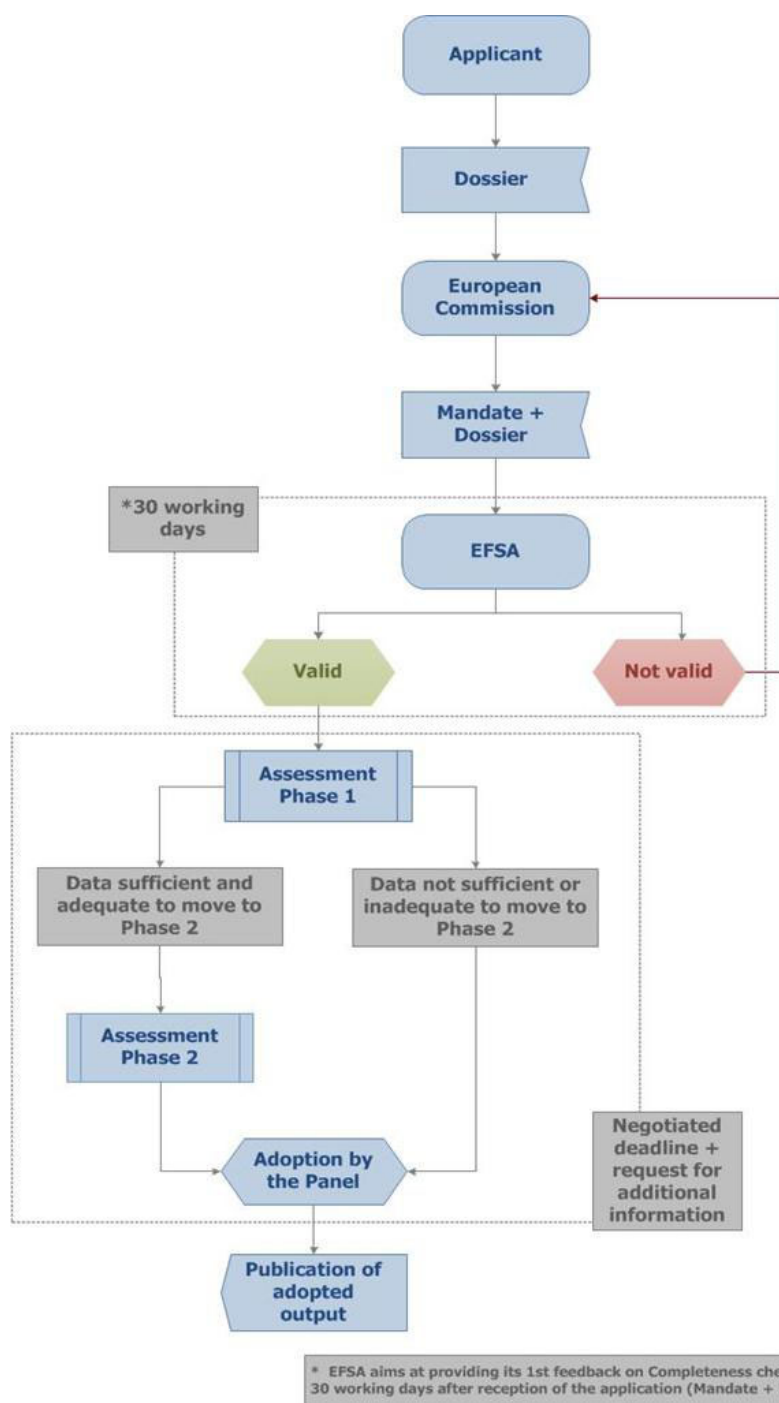 Applicant
Dossier
European
Commission
Mandate +
Dossier
*30 working
days
EFSA
Valid
Not valid
Assessment
Phase 1
Data sufficient and
adequate to move to
Phase 2
Data not sufficient or
inadequate to move to
Phase 2
Assessment
Phase 2
Adoption by
the Panel
Negotiated
deadline +
request for
additional
information
Publication of
adopted
output
* EFSA aims at providing its 1st feedback on Completeness
30 working days after reception of the application (Mandate +